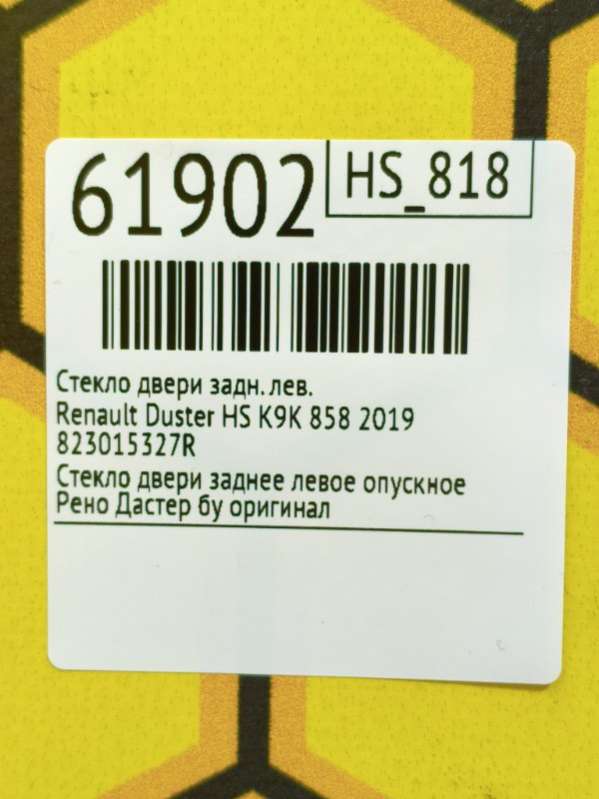 61902
HS_818
Стекло двери задн.лев.
Renault Duster HS K9K 858 2019
823015327R
Стекло двери заднее левое опускное
Рено Дастер бу оригинал